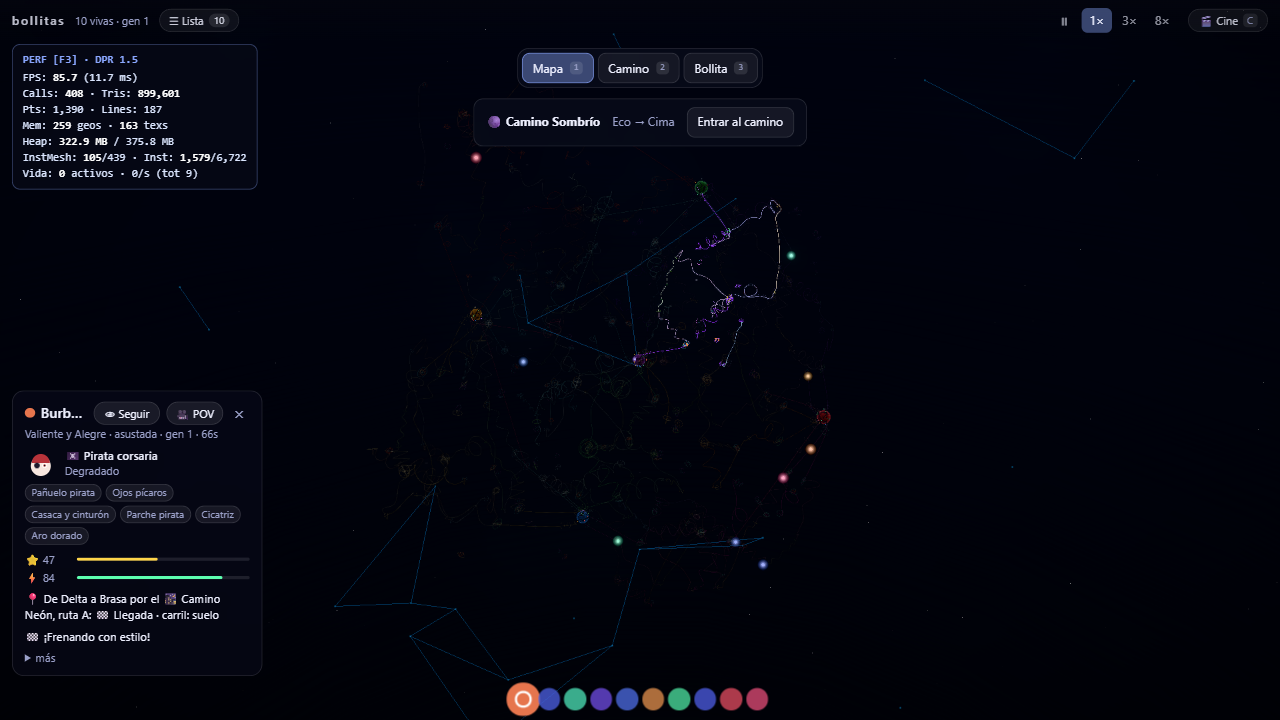 bollitas 10 vivas · gen 1 ☰ Lista 10
1× 3× 8× Cine C
PERF [F3] · DPR 1.5
FPS: 85.7 (11.7 ms)
Calls: 408 · Tris: 899,601
Pts: 1,390 · Lines: 187
Mem: 259 geos · 163 texs
Heap: 322.9 MB / 375.8 MB
InstMesh: 105/439 · Inst: 1,579/6,722
Vida: 0 activos · 0/s (tot 9)
Mapa 1 Camino 2 Bollita 3
Camino Sombrío Eco → Cima Entrar al camino
Burb... Seguir POV ×
Valiente y Alegre · asustada · gen 1 · 66s
Pirata corsaria
Degradado
Pañuelo pirata Ojos pícaros
Casaca y cinturón Parche pirata Cicatriz
Aro dorado
47
84
De Delta a Brasa por el Camino
Neón, ruta A: Llegada · carril: suelo
¡Frenando con estilo!
▶ más